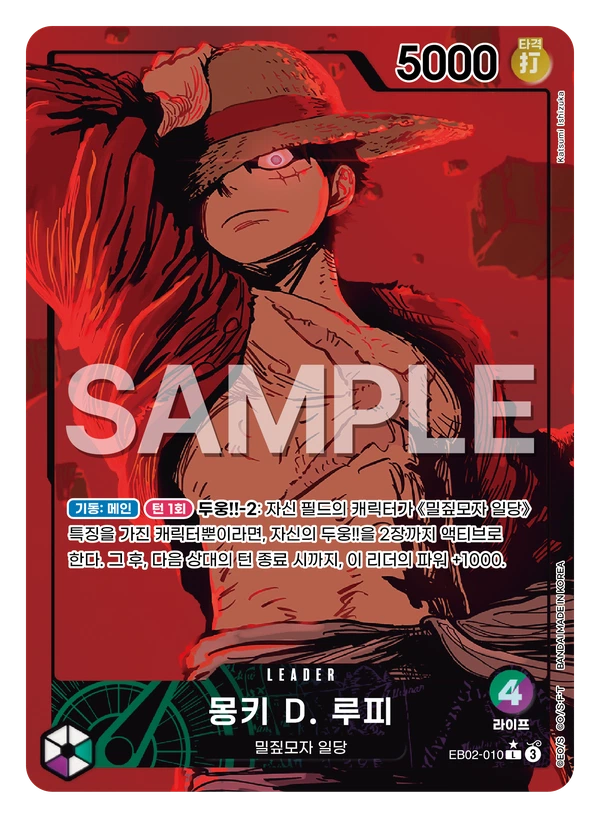 5000
타격
打
Katsumi Ishizuka
SAMPLE
기동: 메인 턴 1회 두웅!!-2: 자신 필드의 캐릭터가 《밀짚모자 일당》
특징을 가진 캐릭터뿐이라면, 자신의 두웅!!을 2장까지 액티브로
한다. 그 후, 다음 상대의 턴 종료 시까지, 이 리더의 파워 +1000.
LEADER
몽키 D. 루피
밀짚모자 일당
4
라이프
EB02-010 L 3
©EO/S ©O/S·F·T BANDAI MADE IN KOREA